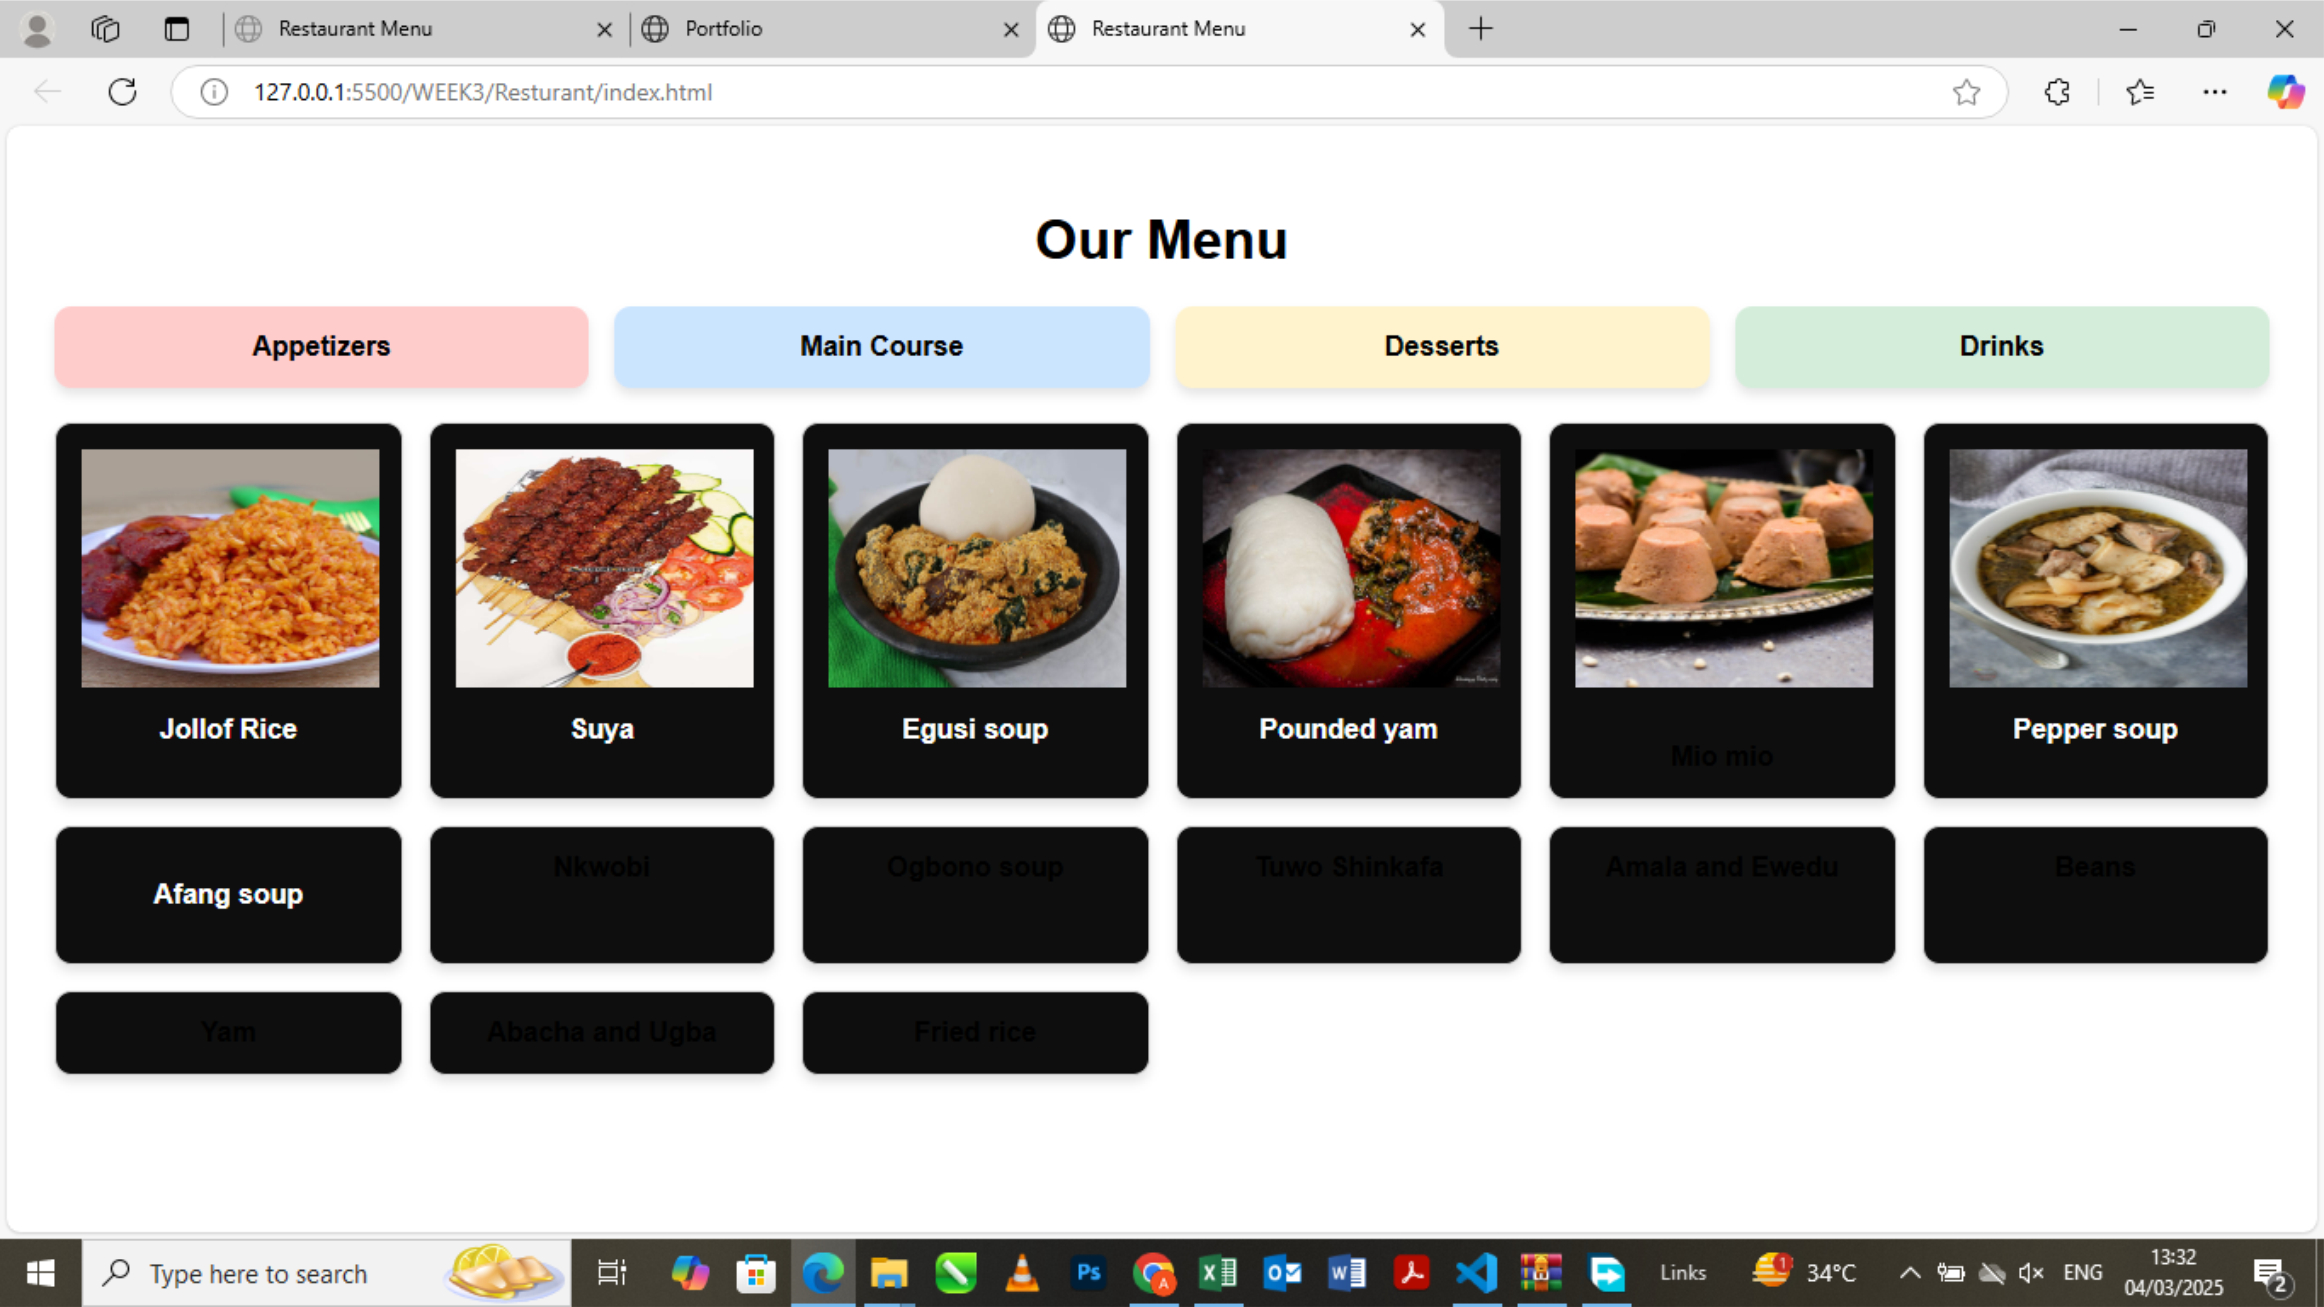 Restaurant Menu
Portfolio
Restaurant Menu
127.0.0.1:5500/WEEK3/Resturant/index.html
Our Menu
Appetizers
Main Course
Desserts
Drinks
Jollof Rice
Suya
Egusi soup
Pounded yam
Mio mio
Pepper soup
Afang soup
Nkwobi
Ogbono soup
Tuwo Shinkafa
Amala and Ewedu
Beans
Yam
Abacha and Ugba
Fried rice
Type here to search
Ps
A
Links
1
34°C
ENG
13:32
04/03/2025
2